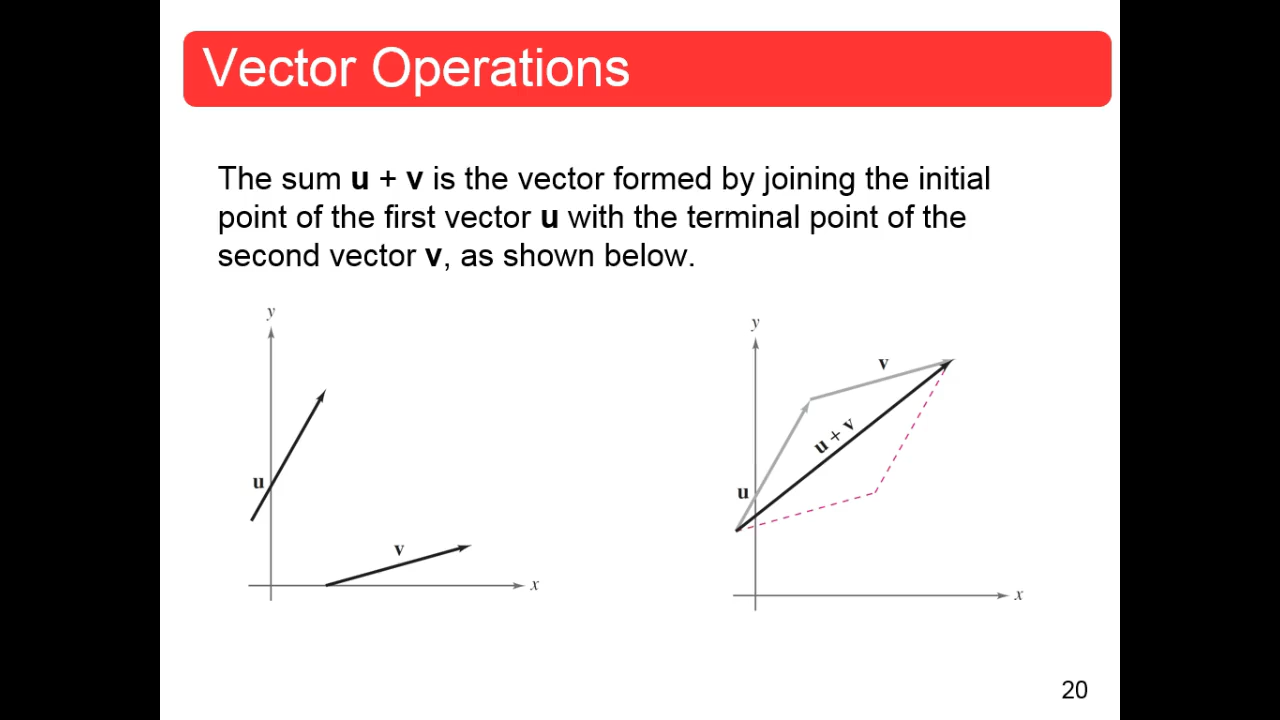 Vector Operations
The sum u + v is the vector formed by joining the initial
point of the first vector u with the terminal point of the
second vector v, as shown below.
y
u
v
x
y
v
u + v
u
x
20